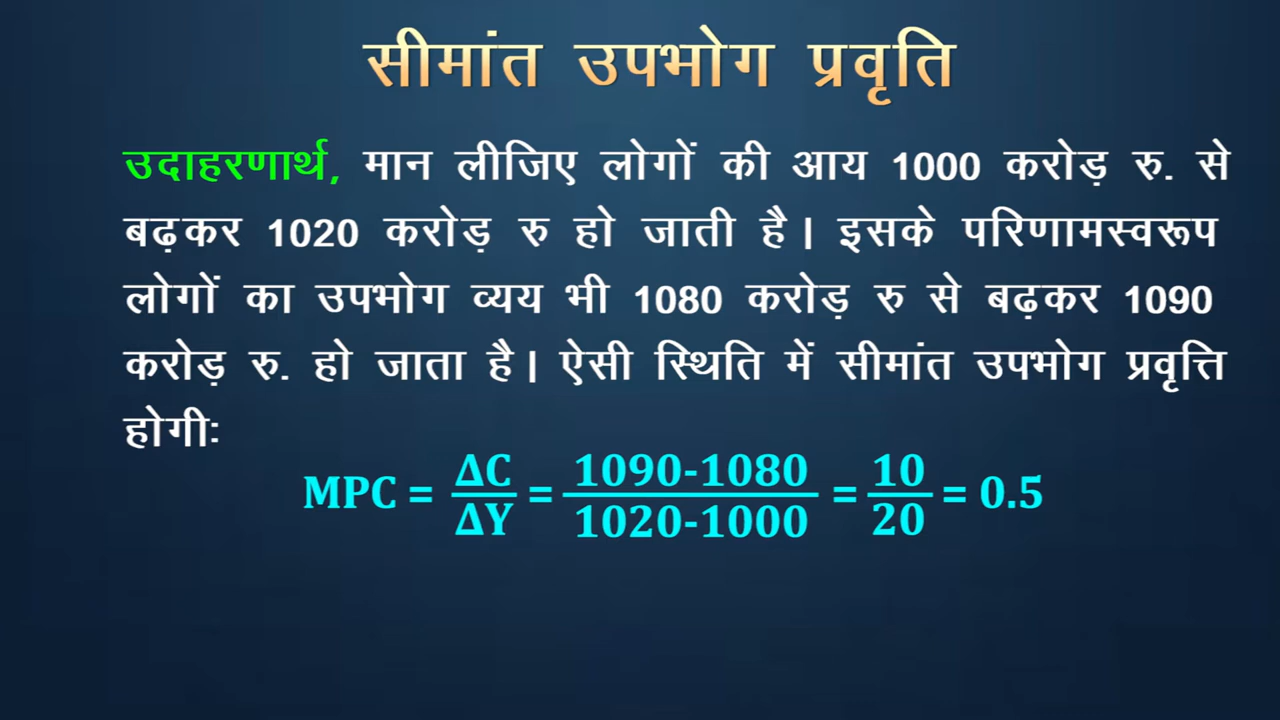 सीमांत उपभोग प्रवृति
उदाहरणार्थ, मान लीजिए लोगों की आय 1000 करोड़ रु. से
बढ़कर 1020 करोड़ रु हो जाती है। इसके परिणामस्वरूप
लोगों का उपभोग व्यय भी 1080 करोड़ रु से बढ़कर 1090
करोड़ रु. हो जाता है। ऐसी स्थिति में सीमांत उपभोग प्रवृत्ति
होगीः
MPC = ΔC/ΔY = 1090-1080/1020-1000 = 10/20 = 0.5